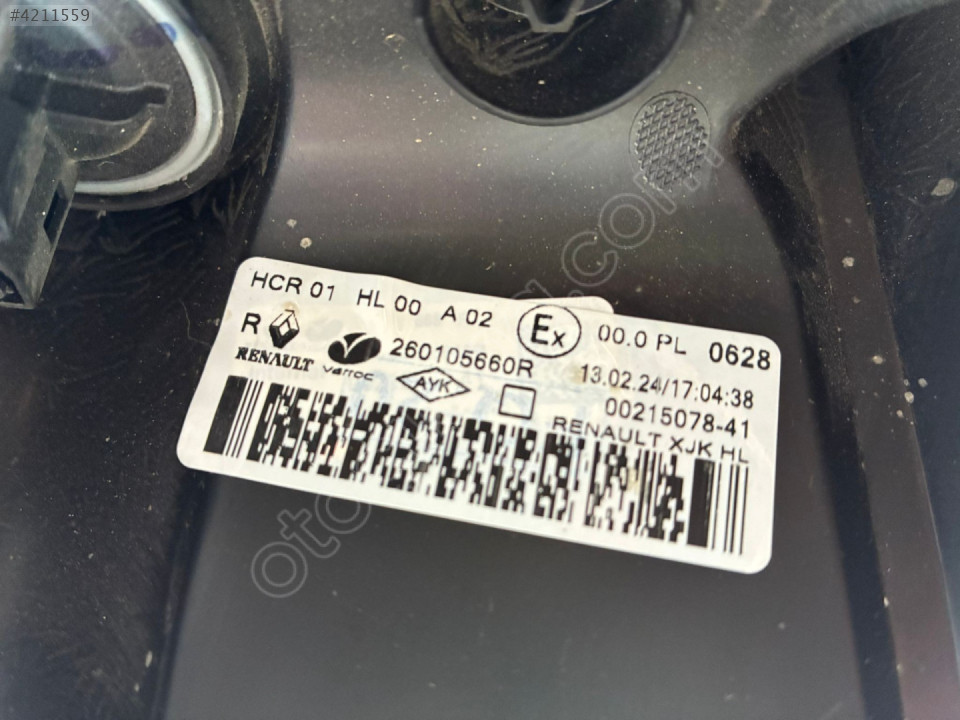 #4211559
HCR 01 HL 00 A 02 Ex 00.0 PL 0628
R RENAULT varroc 260105660R 13.02.24/17:04:38
AYK 00215078-41
RENAULT XJK HL